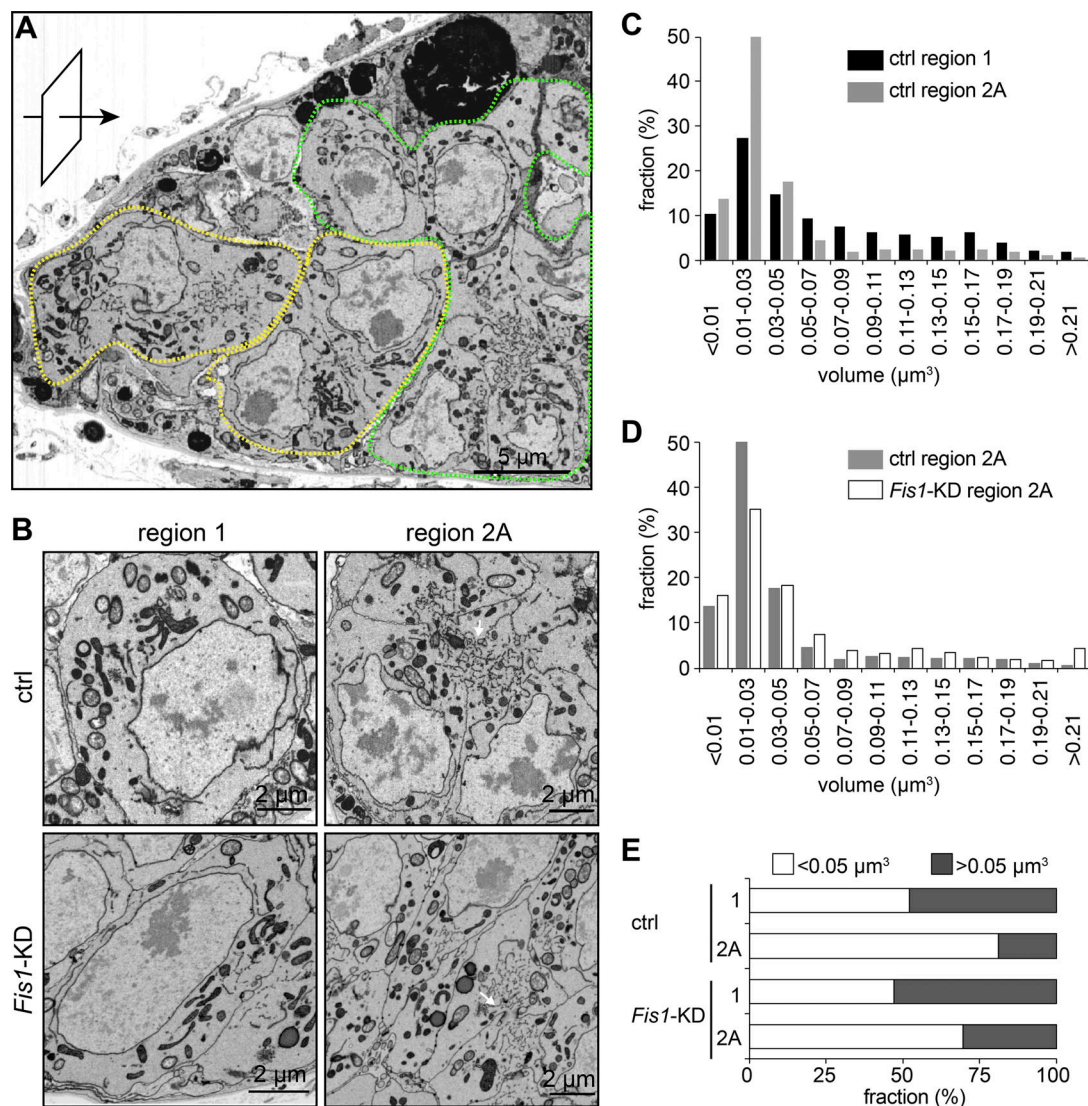 A
5 µm
B
region 1
region 2A
ctrl
2 µm
2 µm
Fis1-KD
2 µm
2 µm
C
50
40
30
20
10
0
fraction (%)
ctrl region 1
ctrl region 2A
<0.01
0.01-0.03
0.03-0.05
0.05-0.07
0.07-0.09
0.09-0.11
0.11-0.13
0.13-0.15
0.15-0.17
0.17-0.19
0.19-0.21
>0.21
volume (µm³)
D
50
40
30
20
10
0
fraction (%)
ctrl region 2A
Fis1-KD region 2A
<0.01
0.01-0.03
0.03-0.05
0.05-0.07
0.07-0.09
0.09-0.11
0.11-0.13
0.13-0.15
0.15-0.17
0.17-0.19
0.19-0.21
>0.21
volume (µm³)
E
<0.05 µm³
>0.05 µm³
ctrl
1
2A
Fis1-KD
1
2A
0
25
50
75
100
fraction (%)